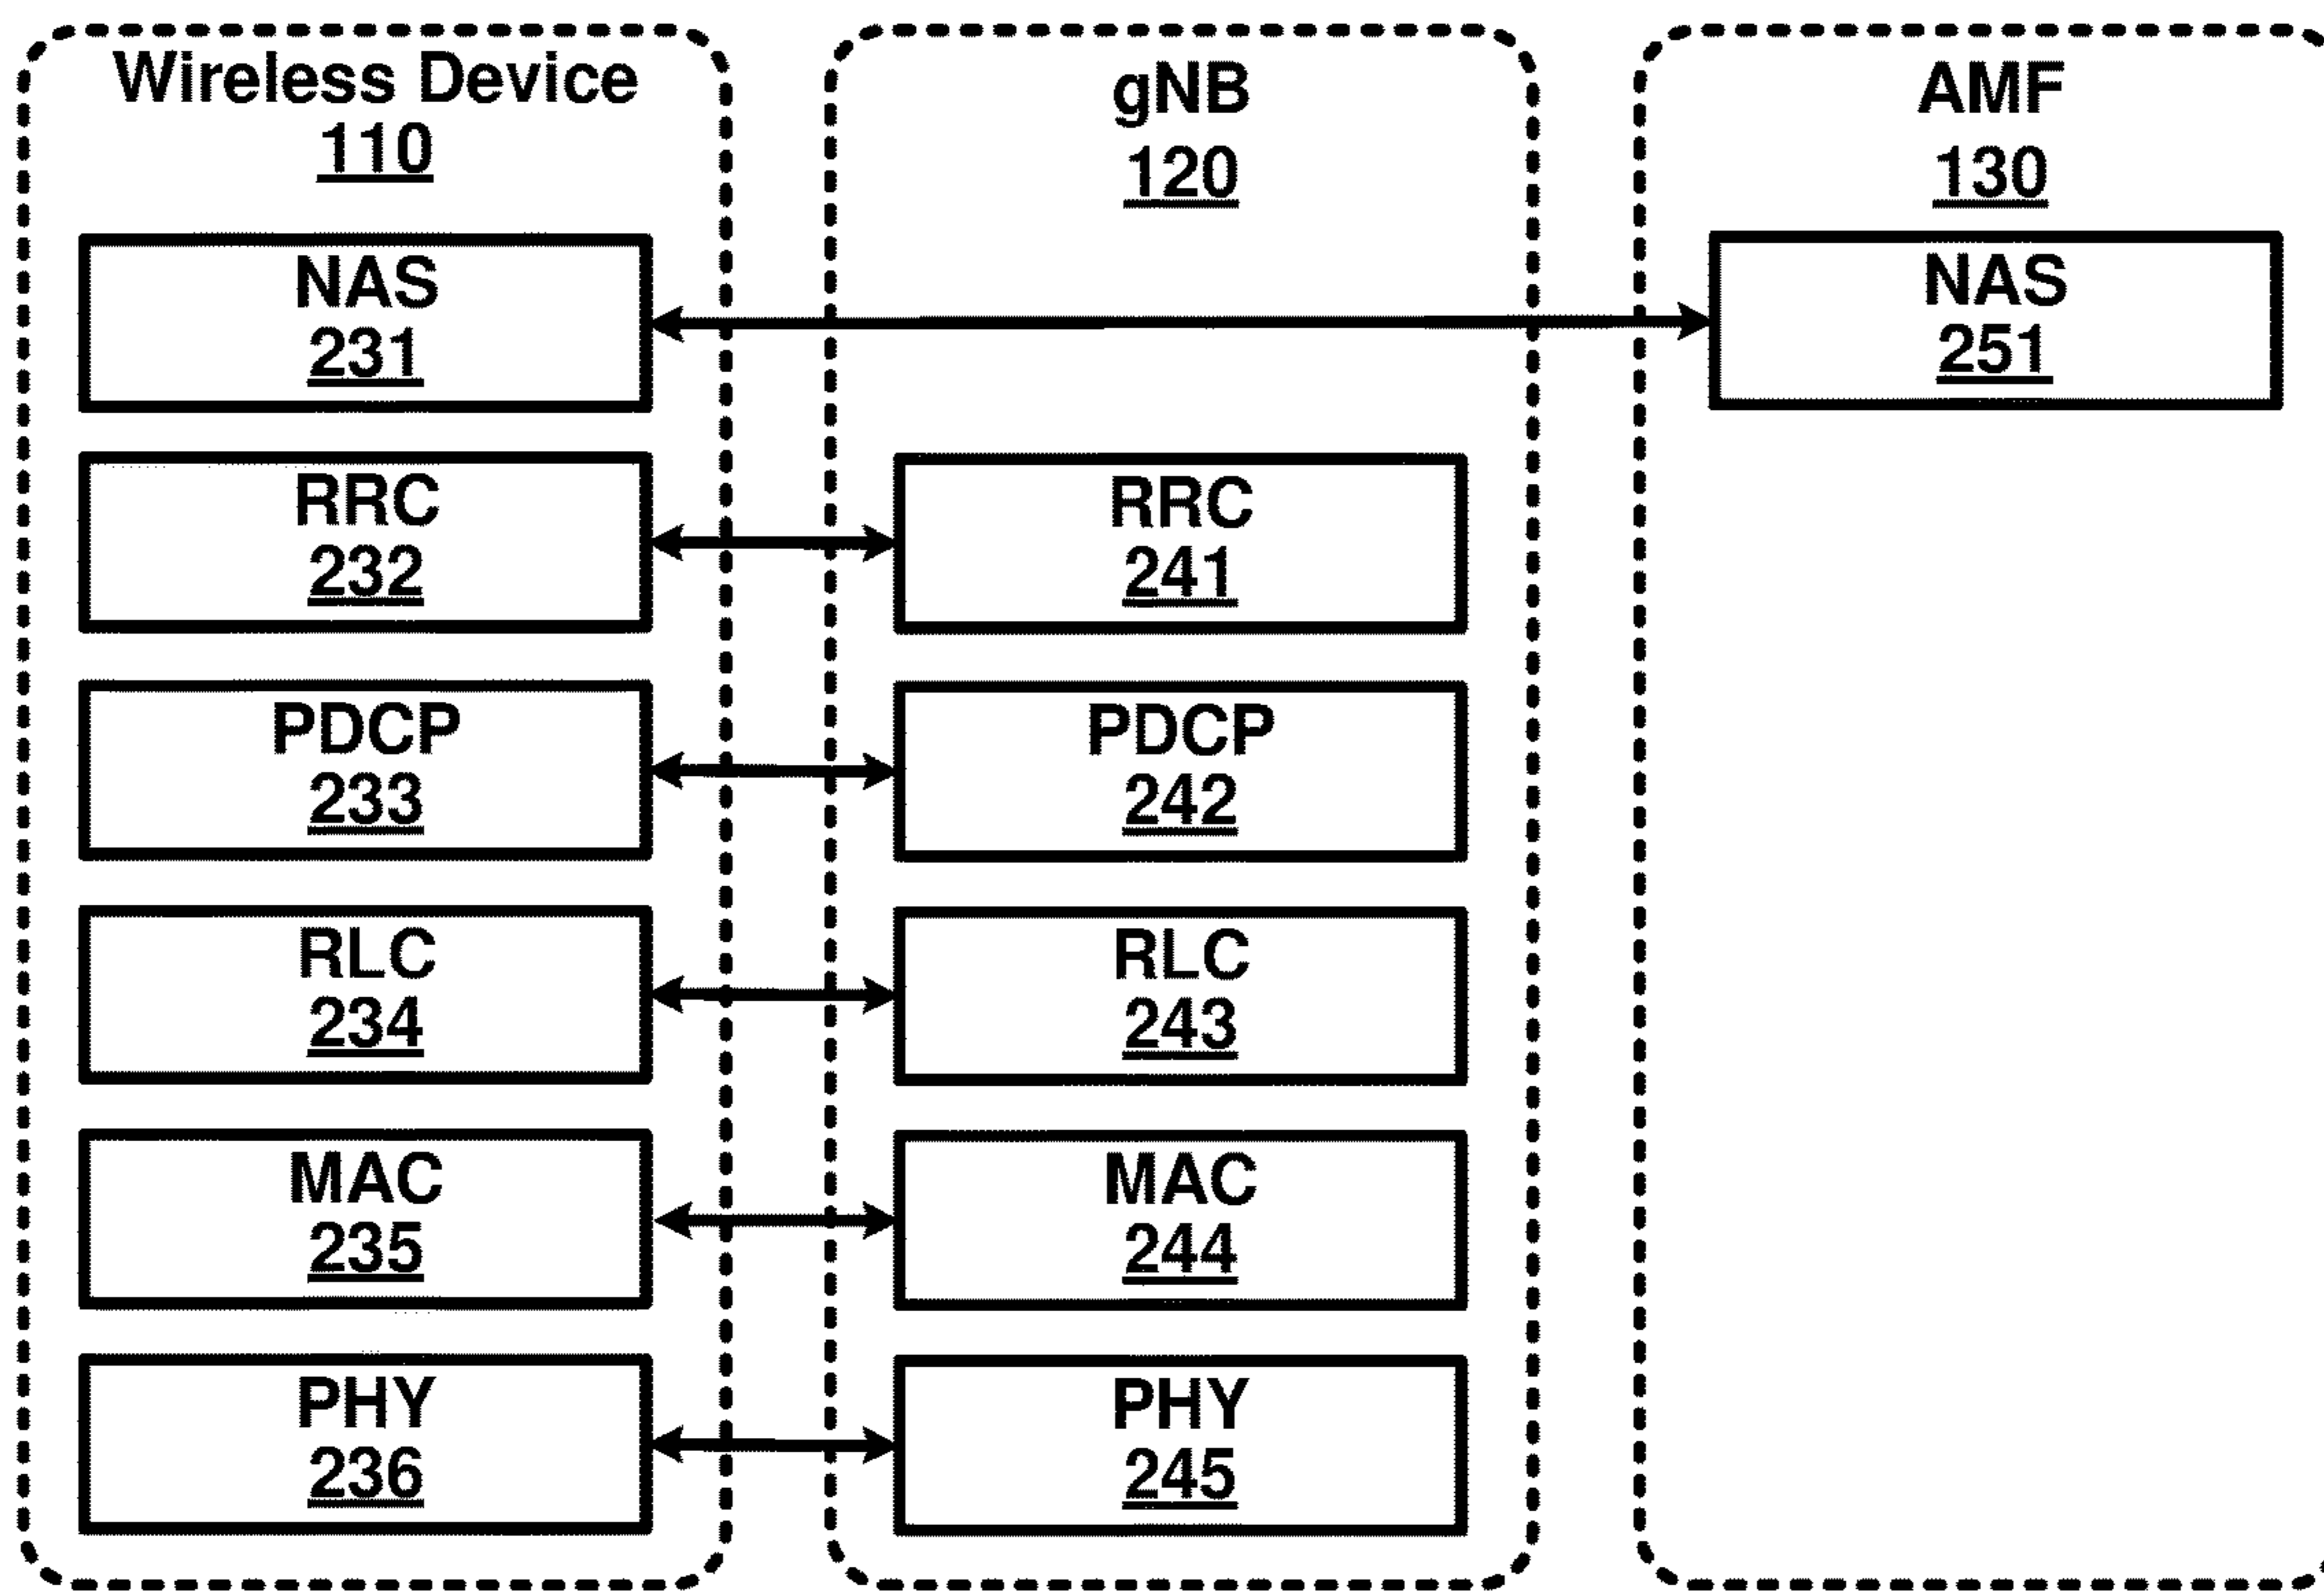 Wireless Device
110
gNB
120
AMF
130
NAS
231
NAS
251
RRC
232
RRC
241
PDCP
233
PDCP
242
RLC
234
RLC
243
MAC
235
MAC
244
PHY
236
PHY
245